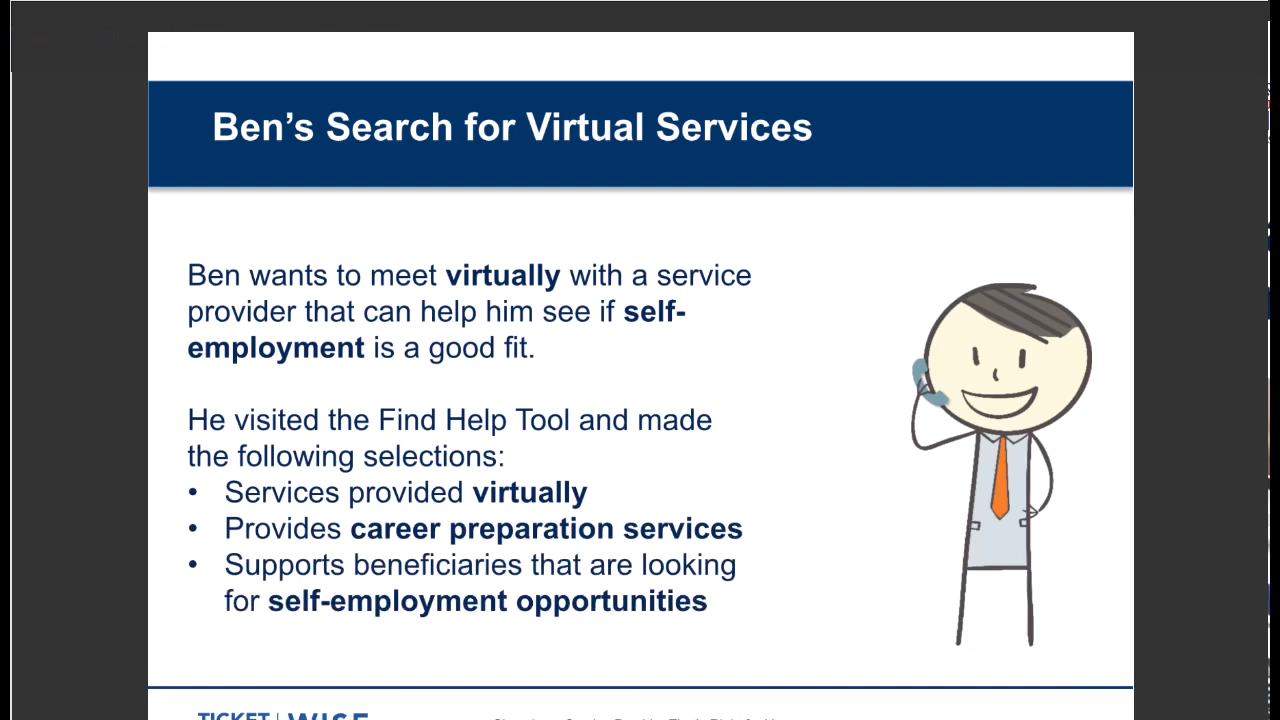 Ben’s Search for Virtual Services
Ben wants to meet virtually with a service
provider that can help him see if self-
employment is a good fit.
He visited the Find Help Tool and made
the following selections:
• Services provided virtually
• Provides career preparation services
• Supports beneficiaries that are looking
for self-employment opportunities
TICKET | WISE